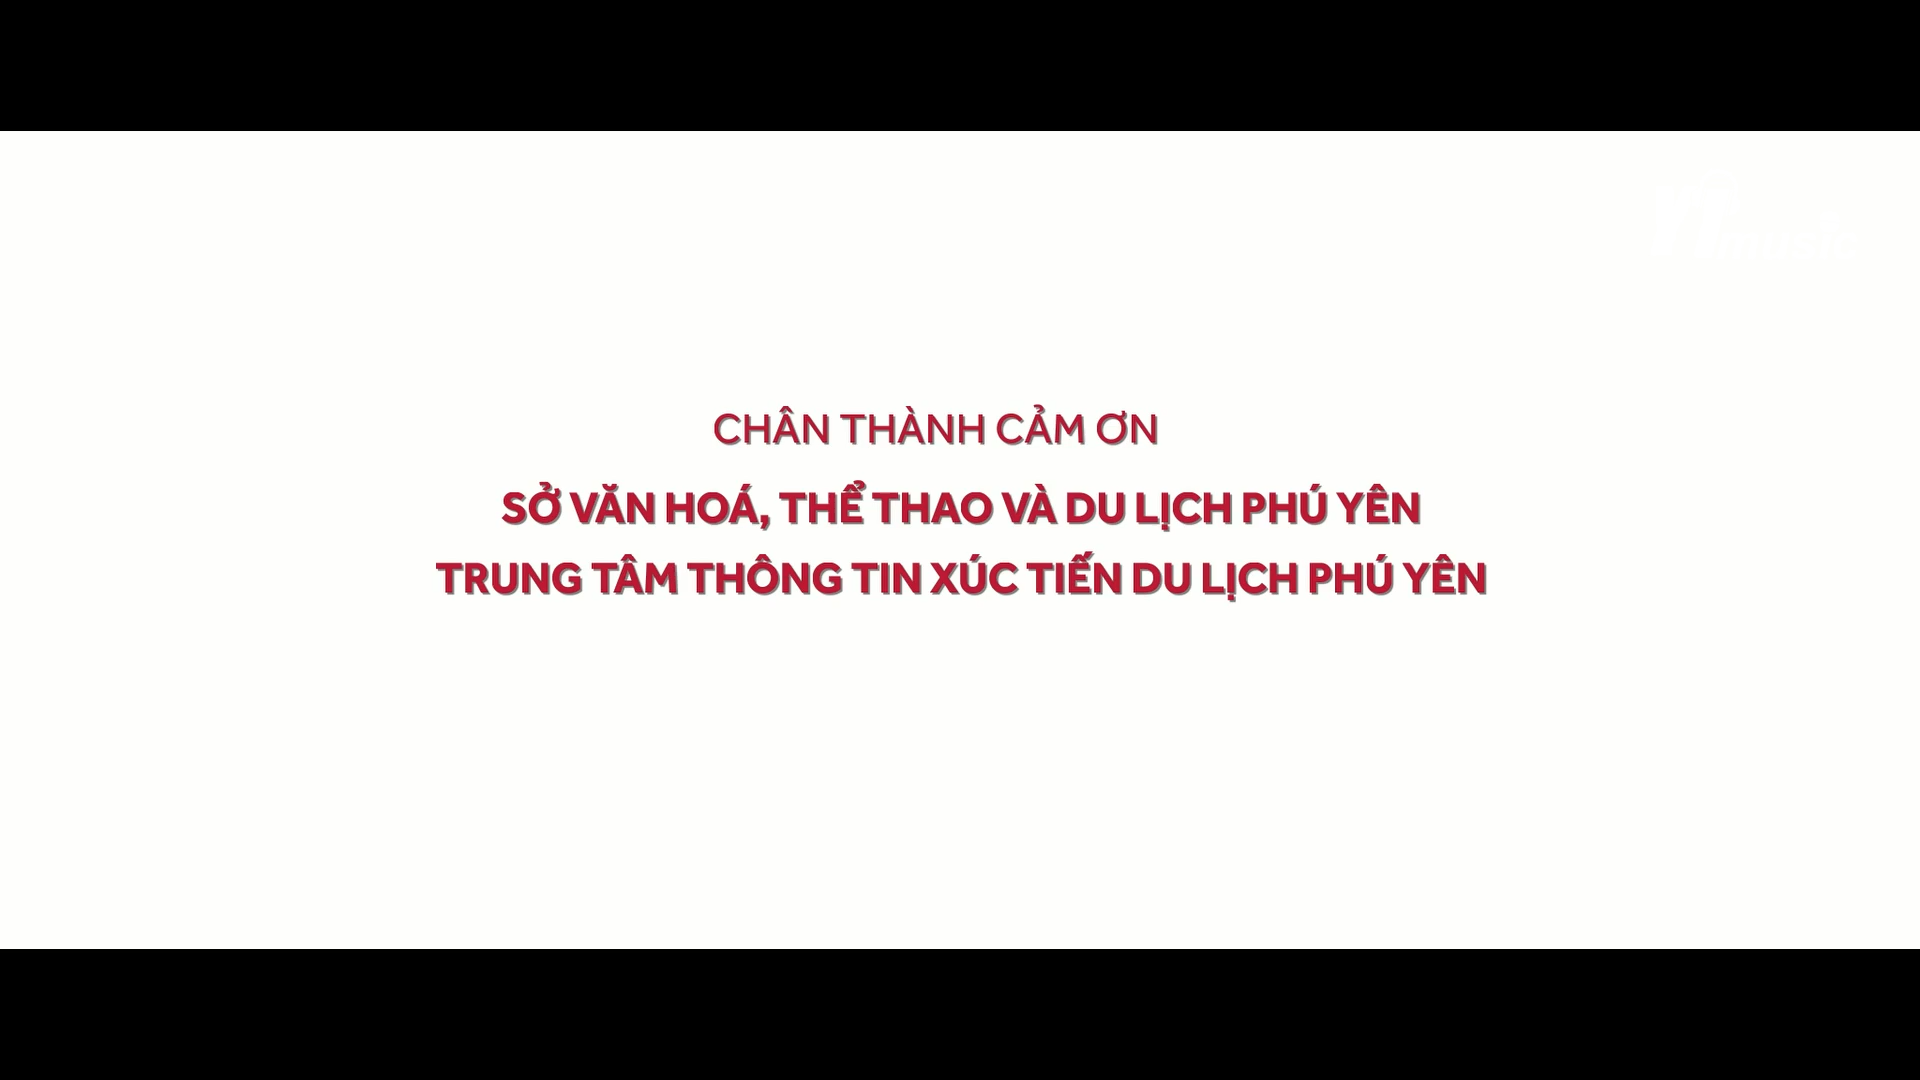 CHÂN THÀNH CẢM ƠN
SỞ VĂN HOÁ, THỂ THAO VÀ DU LỊCH PHÚ YÊN
TRUNG TÂM THÔNG TIN XÚC TIẾN DU LỊCH PHÚ YÊN